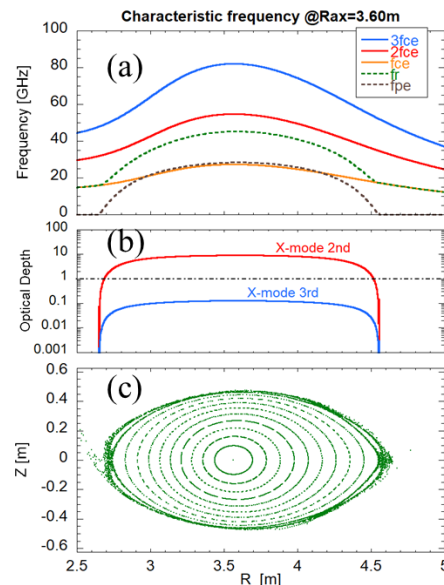 Characteristic frequency @Rax=3.60m
100
80
60
40
20
0
Frequency [GHz]
(a)
3fce
2fce
fce
fr
fpe
100
10
1
0.1
0.01
0.001
Optical Depth
(b)
X-mode 2nd
X-mode 3rd
0.6
0.4
0.2
0
-0.2
-0.4
-0.6
Z [m]
(c)
2.5
3
3.5
4
4.5
5
R [m]